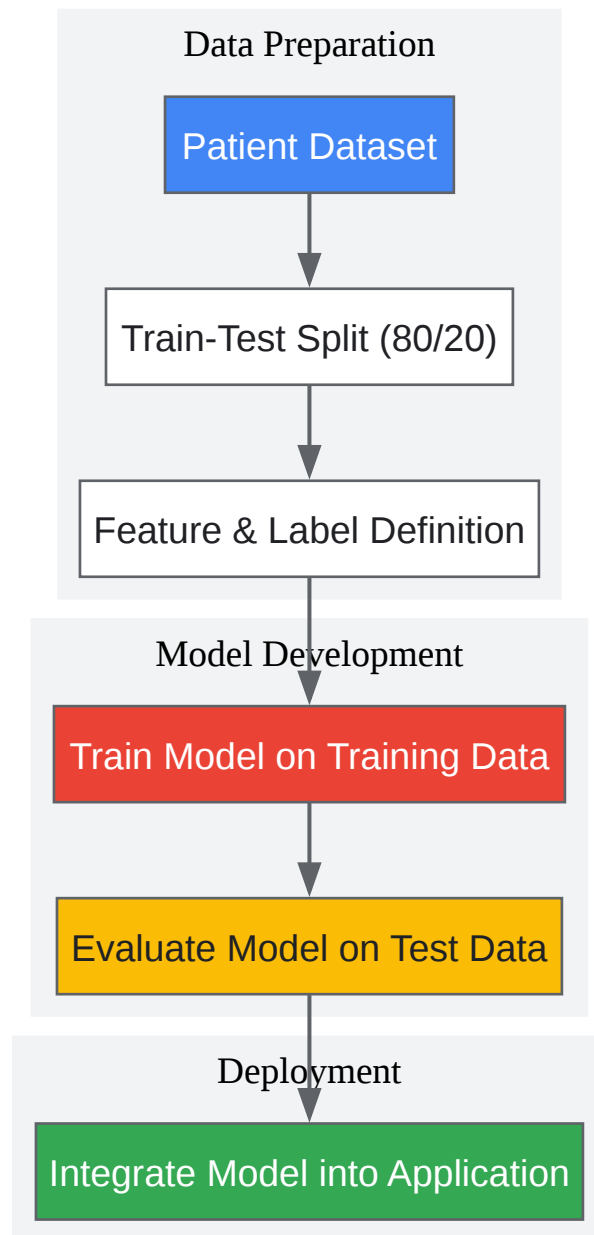 Data Preparation
Patient Dataset
Train-Test Split (80/20)
Feature & Label Definition
Model Development
Train Model on Training Data
Evaluate Model on Test Data
Deployment
Integrate Model into Application